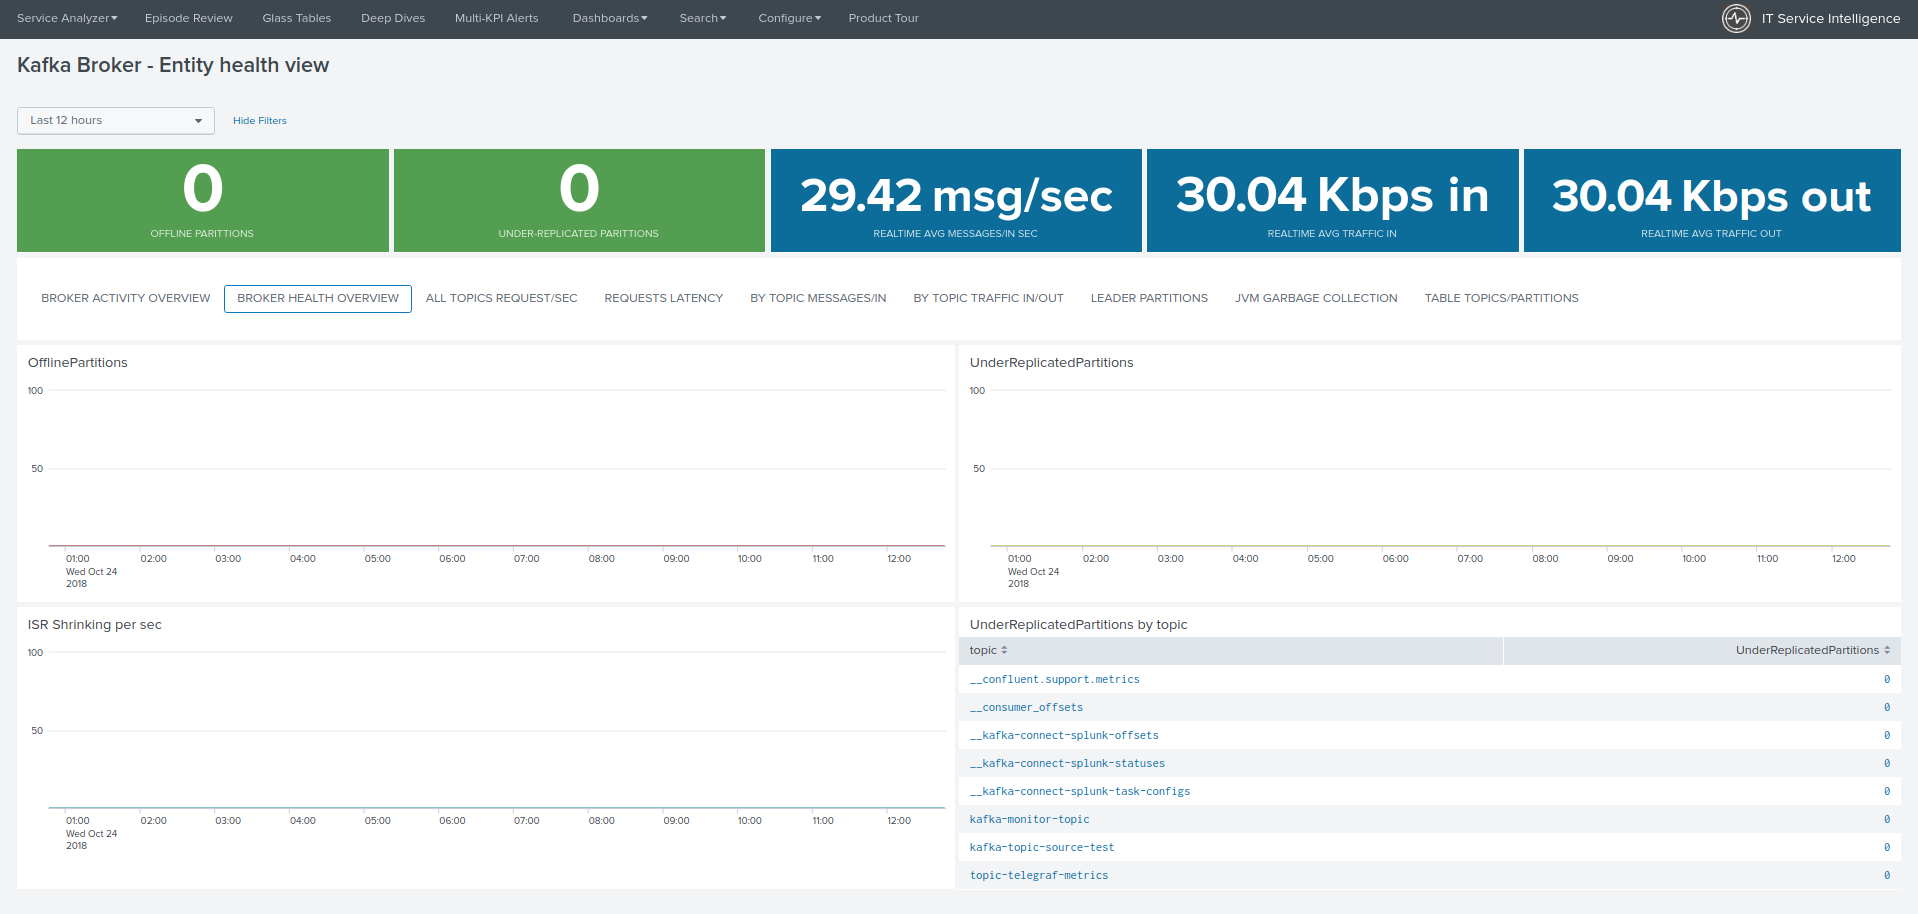 Service Analyzer Episode Review Glass Tables Deep Dives Multi-KPI Alerts Dashboards Search Configure Product Tour IT Service Intelligence
Kafka Broker - Entity health view
Last 12 hours Hide Filters
0 0 29.42 msg/sec 30.04 Kbps in 30.04 Kbps out
OFFLINE PARITTIONS UNDER-REPLICATED PARITTIONS REALTIME AVG MESSAGES/IN SEC REALTIME AVG TRAFFIC IN REALTIME AVG TRAFFIC OUT
BROKER ACTIVITY OVERVIEW BROKER HEALTH OVERVIEW ALL TOPICS REQUEST/SEC REQUESTS LATENCY BY TOPIC MESSAGES/IN BY TOPIC TRAFFIC IN/OUT LEADER PARTITIONS JVM GARBAGE COLLECTION TABLE TOPICS/PARTITIONS
OfflinePartitions
100
50
01:00 02:00 03:00 04:00 05:00 06:00 07:00 08:00 09:00 10:00 11:00 12:00
Wed Oct 24
2018
UnderReplicatedPartitions
100
50
01:00 02:00 03:00 04:00 05:00 06:00 07:00 08:00 09:00 10:00 11:00 12:00
Wed Oct 24
2018
ISR Shrinking per sec
100
50
01:00 02:00 03:00 04:00 05:00 06:00 07:00 08:00 09:00 10:00 11:00 12:00
Wed Oct 24
2018
UnderReplicatedPartitions by topic
topic UnderReplicatedPartitions
__confluent.support.metrics 0
__consumer_offsets 0
__kafka-connect-splunk-offsets 0
__kafka-connect-splunk-statuses 0
__kafka-connect-splunk-task-configs 0
kafka-monitor-topic 0
kafka-topic-source-test 0
topic-telegraf-metrics 0